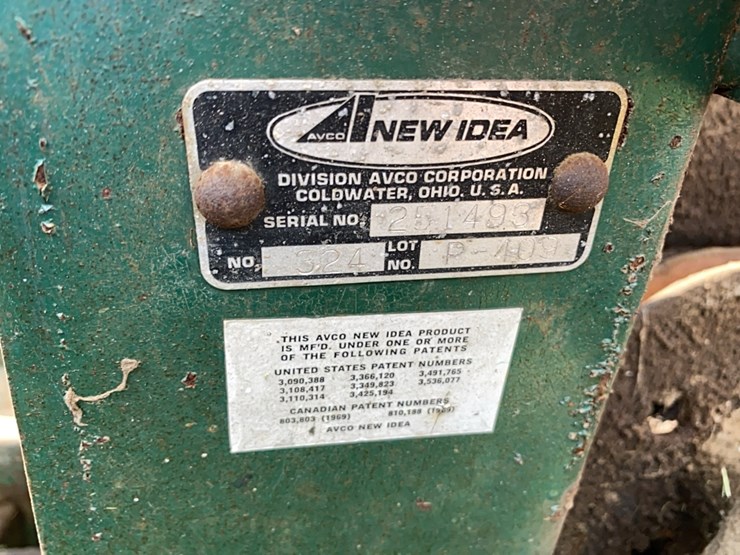 AVCO NEW IDEA
DIVISION AVCO CORPORATION
COLDWATER, OHIO, U.S.A.
SERIAL NO. 251493
NO. 324 LOT NO. P-409
THIS AVCO NEW IDEA PRODUCT
IS MF'D. UNDER ONE OR MORE
OF THE FOLLOWING PATENTS
UNITED STATES PATENT NUMBERS
3,090,388 3,366,120 3,491,765
3,108,417 3,349,823 3,536,077
3,110,314 3,425,194
CANADIAN PATENT NUMBERS
803,803 (1969) 810,188 (1969)
AVCO NEW IDEA